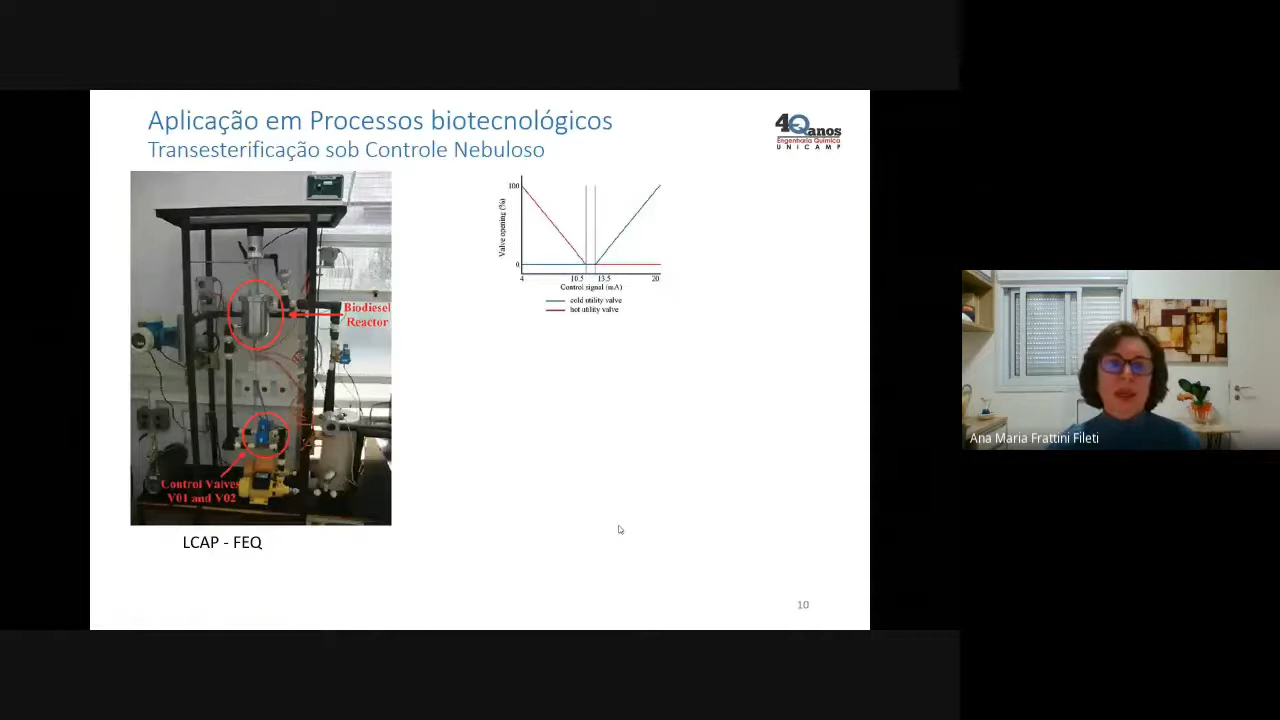 Aplicação em Processos biotecnológicos
Transesterificação sob Controle Nebuloso
4Qanos
Engenharia Química
UNICAMP
Biodiesel
Reactor
Control Valves
V01 and V02
LCAP - FEQ
Valve opening (%)
100
0
4
10.5
13.5
20
Control signal (mA)
cold utility valve
hot utility valve
10
Ana Maria Frattini Fileti